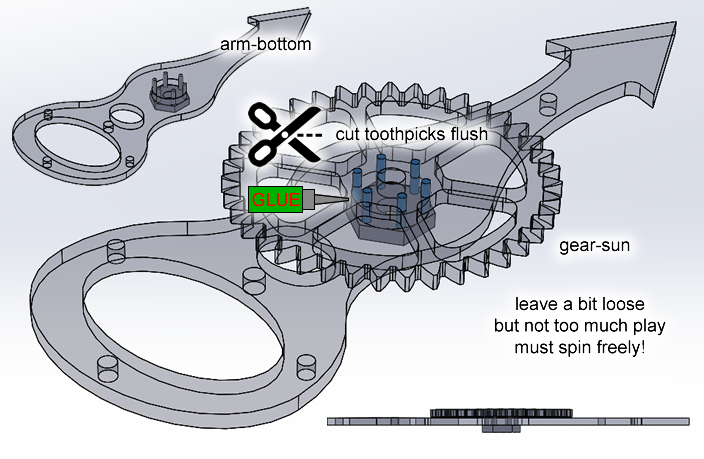 arm-bottom
cut toothpicks flush
GLUE
gear-sun
leave a bit loose
but not too much play
must spin freely!